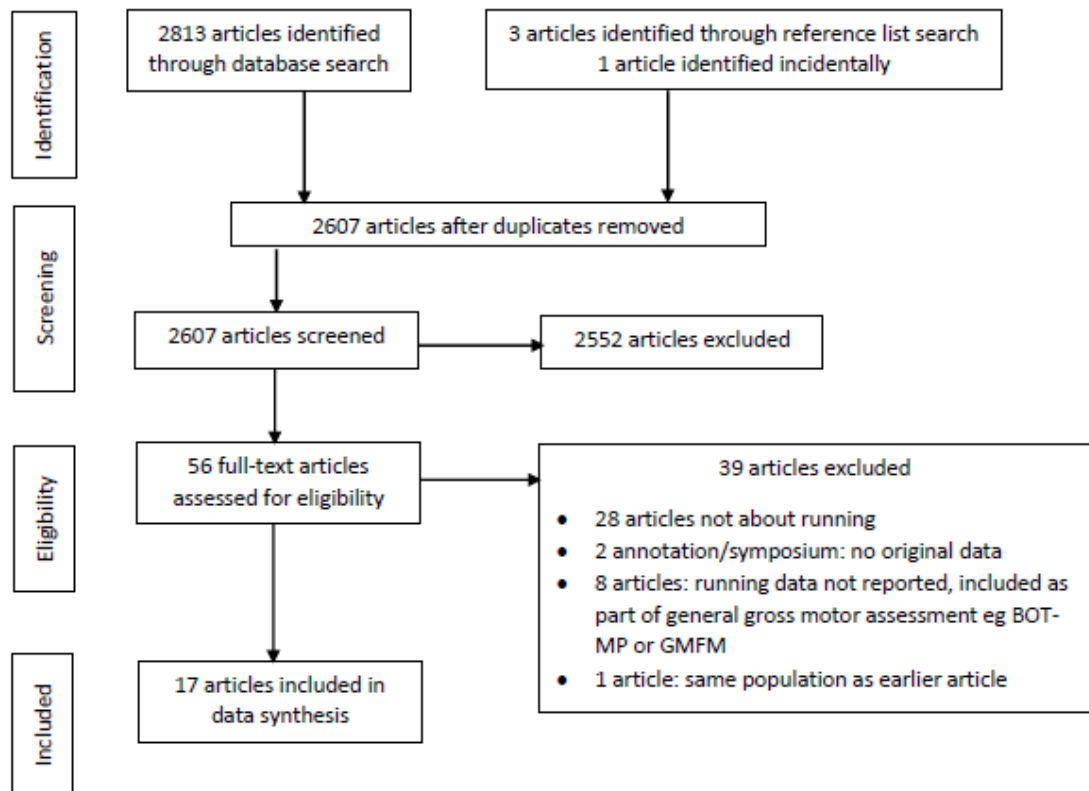 Identification
2813 articles identified
through database search
3 articles identified through reference list search
1 article identified incidentally
Screening
2607 articles after duplicates removed
2607 articles screened
2552 articles excluded
Eligibility
56 full-text articles
assessed for eligibility
39 articles excluded
• 28 articles not about running
• 2 annotation/symposium: no original data
• 8 articles: running data not reported, included as
part of general gross motor assessment eg BOT-
MP or GMFM
• 1 article: same population as earlier article
Included
17 articles included in
data synthesis